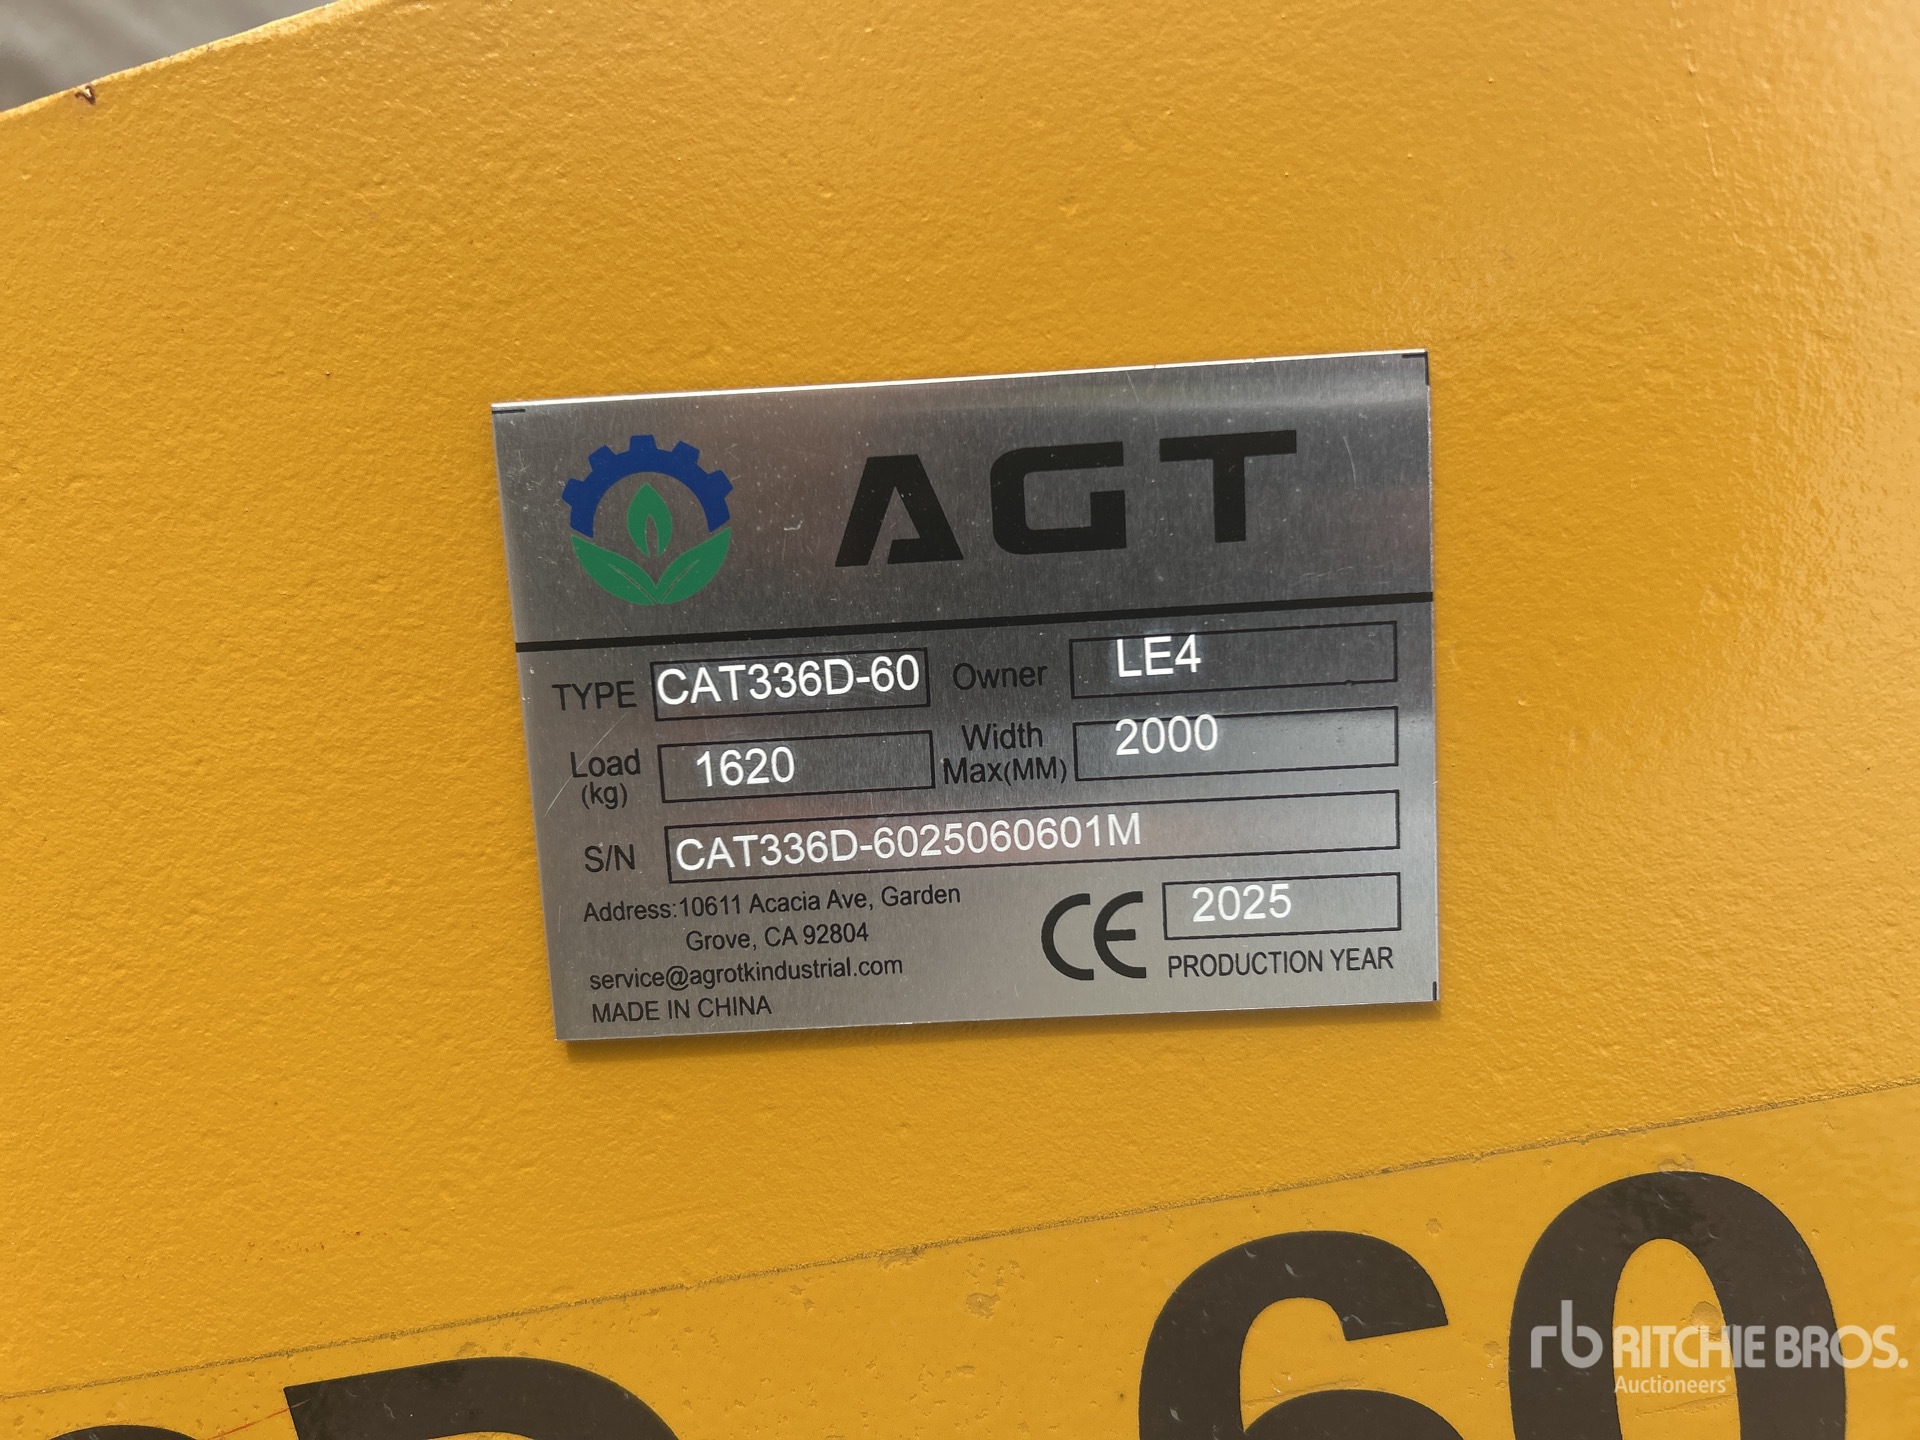 AGT
TYPE CAT336D-60 Owner LE4
Load (kg) 1620 Width Max(MM) 2000
S/N CAT336D-6025060601M
Address:10611 Acacia Ave, Garden
Grove, CA 92804
service@agrotkindustrial.com
MADE IN CHINA
CE 2025
PRODUCTION YEAR
60
rb RITCHIE BROS.
Auctioneers